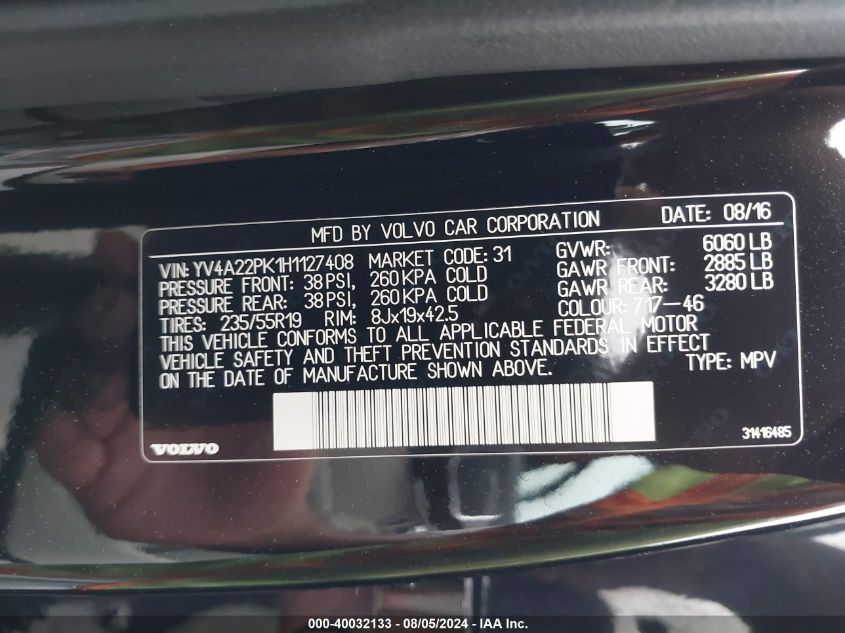 MFD BY VOLVO CAR CORPORATION DATE: 08/16
VIN: YV4A22PK1H1127408 MARKET CODE: 31 GVWR: 6060 LB
PRESSURE FRONT: 38 PSI, 260 KPA COLD GAWR FRONT: 2885 LB
PRESSURE REAR: 38 PSI, 260 KPA COLD GAWR REAR: 3280 LB
TIRES: 235/55R19 RIM: 8Jx19x42.5 COLOUR: 717—46
THIS VEHICLE CONFORMS TO ALL APPLICABLE FEDERAL MOTOR
VEHICLE SAFETY AND THEFT PREVENTION STANDARDS IN EFFECT
ON THE DATE OF MANUFACTURE SHOWN ABOVE. TYPE: MPV
VOLVO 31416485
000-40032133 - 08/05/2024 - IAA Inc.